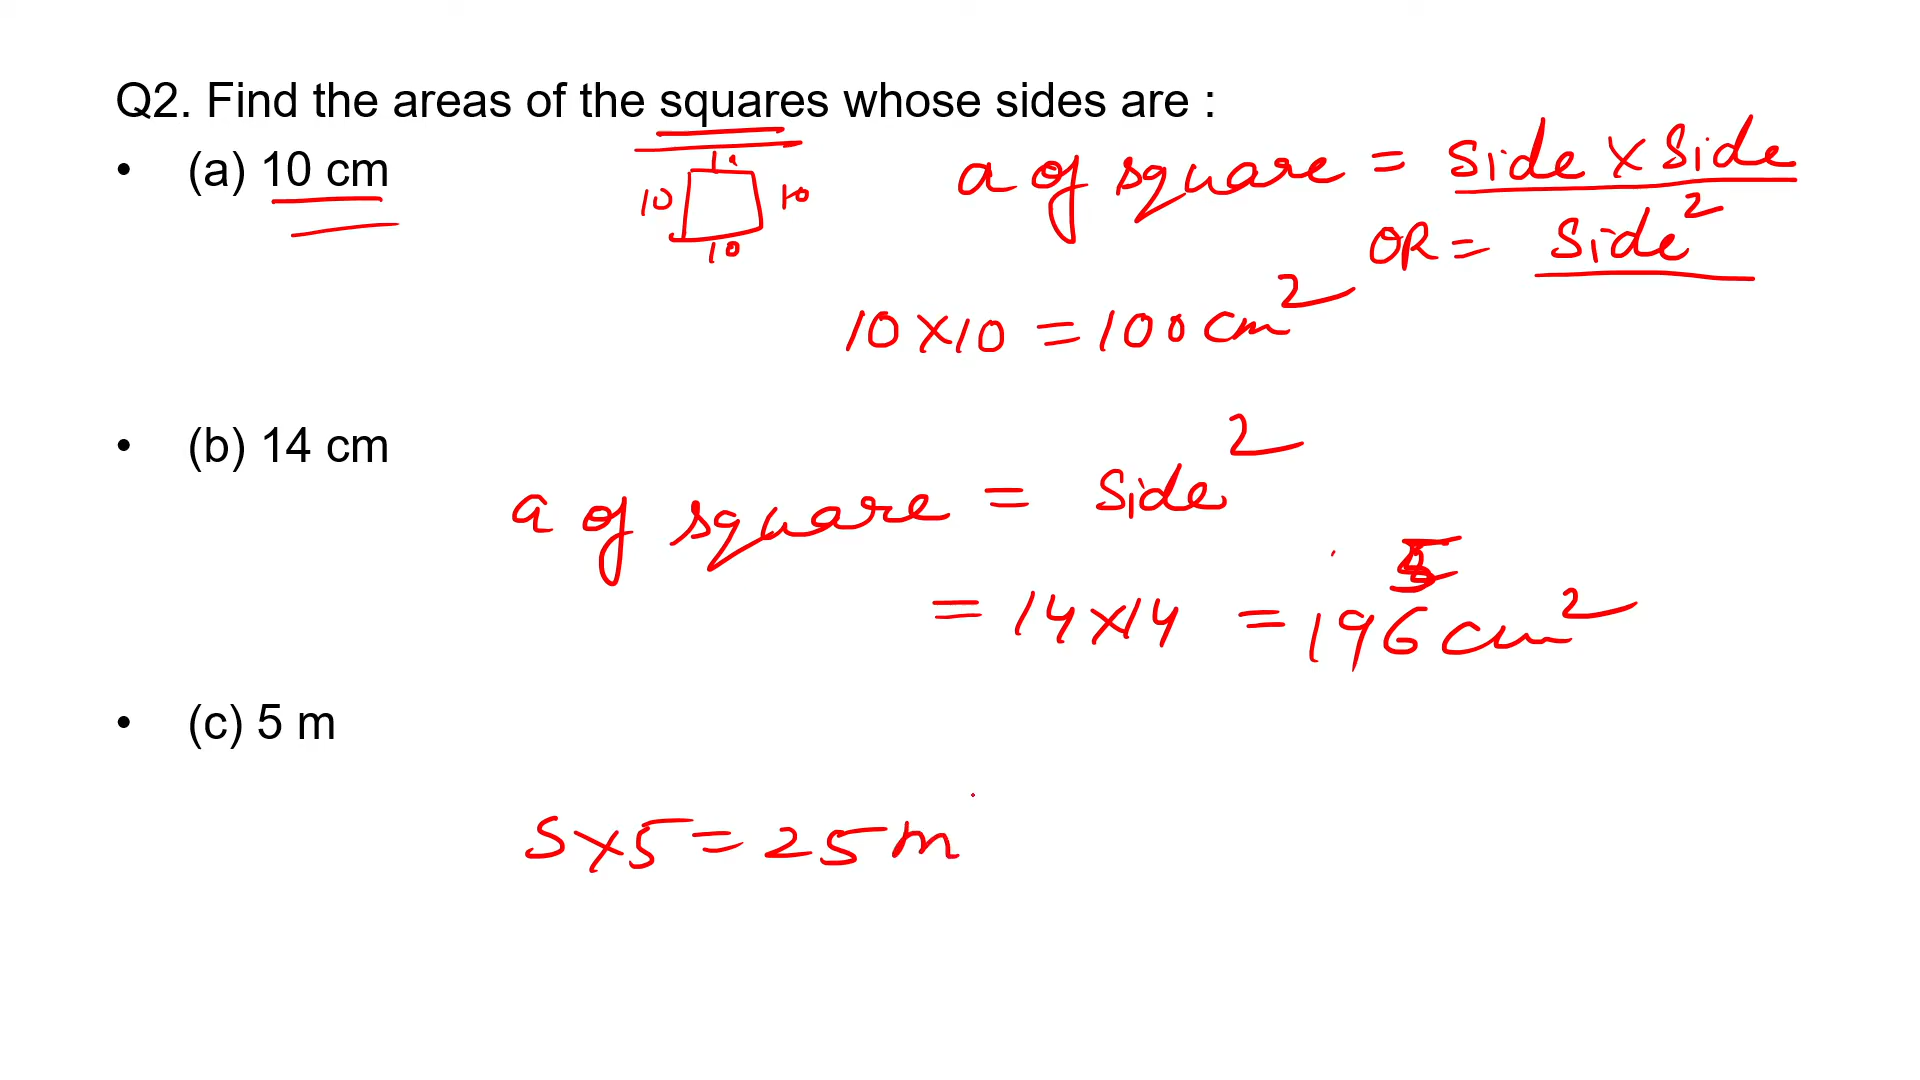 Q2. Find the areas of the squares whose sides are :
• (a) 10 cm
10
10
10
a of square = side × side
OR = side²
10×10 = 100 cm²
• (b) 14 cm
a of square = side²
= 14×14 = 196 cm²
• (c) 5 m
5×5 = 25 m